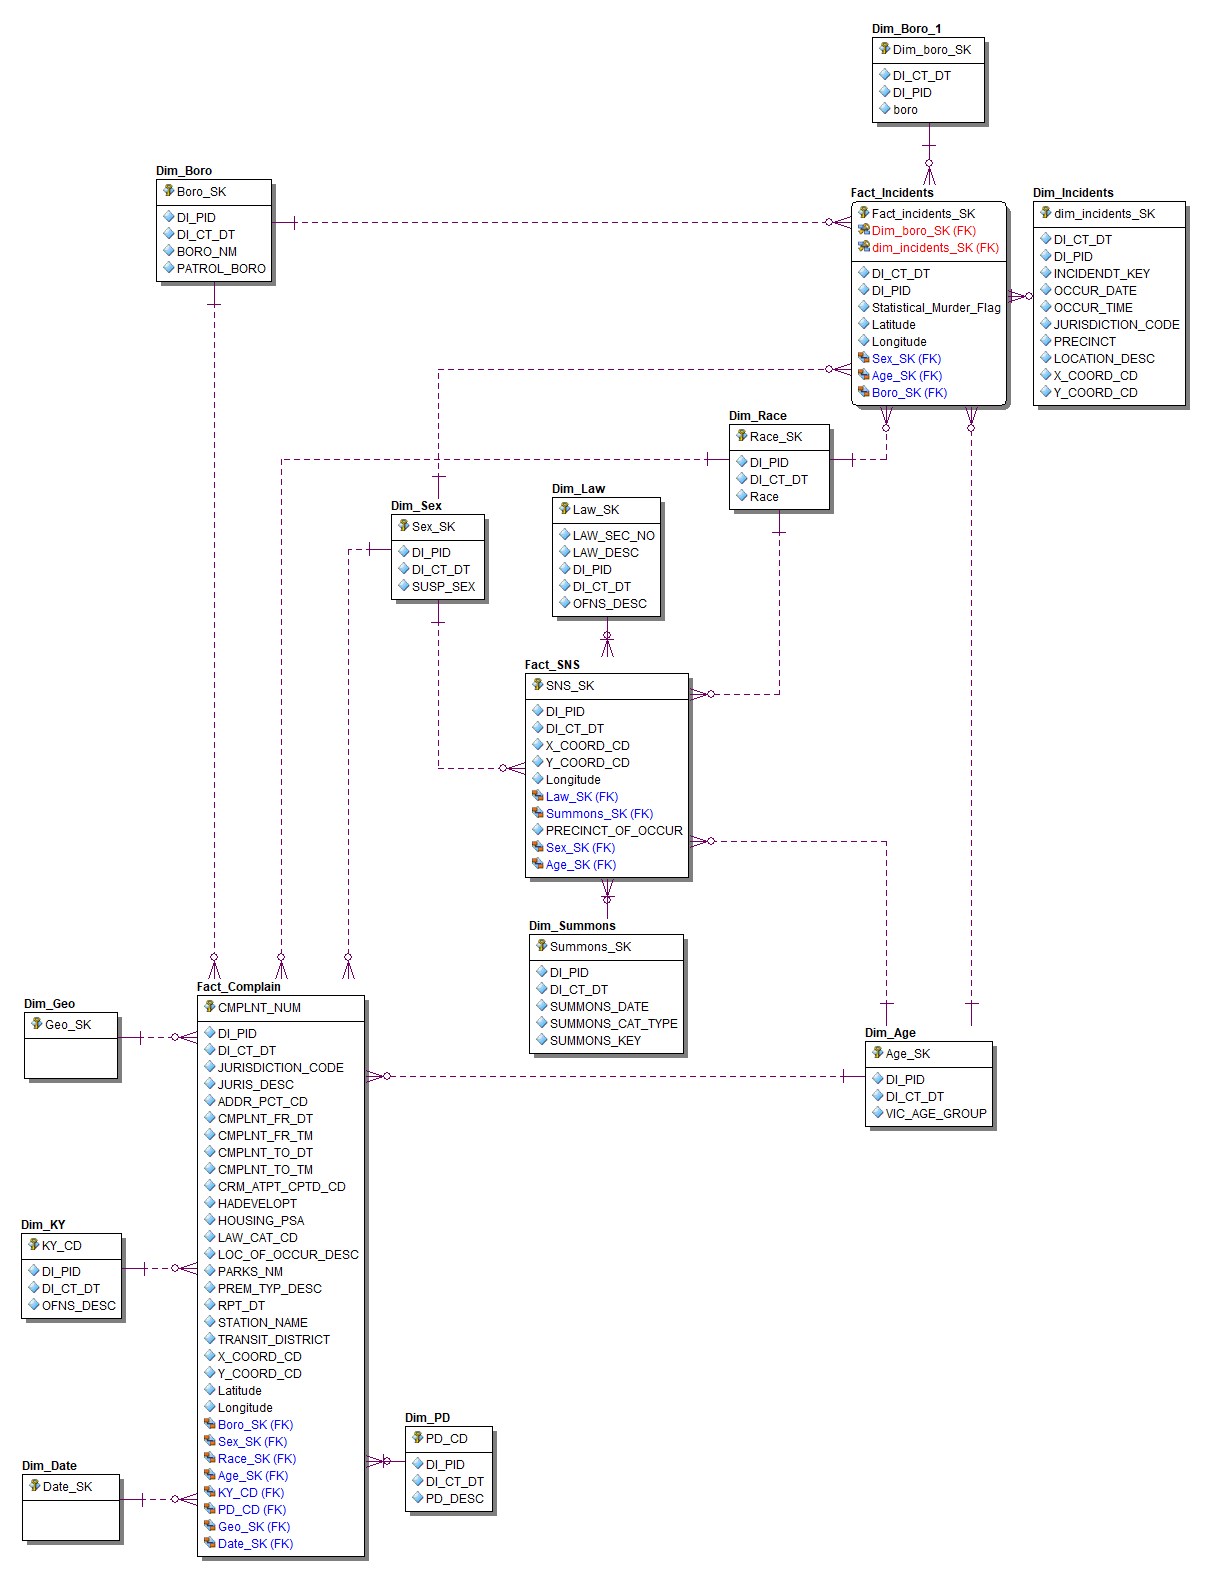 Dim_Boro_1
Dim_boro_SK
DI_CT_DT
DI_PID
boro
Dim_Boro
Boro_SK
DI_PID
DI_CT_DT
BORO_NM
PATROL_BORO
Fact_Incidents
Fact_incidents_SK
Dim_boro_SK (FK)
dim_incidents_SK (FK)
DI_CT_DT
DI_PID
Statistical_Murder_Flag
Latitude
Longitude
Sex_SK (FK)
Age_SK (FK)
Boro_SK (FK)
Dim_Incidents
dim_incidents_SK
DI_CT_DT
DI_PID
INCIDENDT_KEY
OCCUR_DATE
OCCUR_TIME
JURISDICTION_CODE
PRECINCT
LOCATION_DESC
X_COORD_CD
Y_COORD_CD
Dim_Race
Race_SK
DI_PID
DI_CT_DT
Race
Dim_Law
Law_SK
LAW_SEC_NO
LAW_DESC
DI_PID
DI_CT_DT
OFNS_DESC
Dim_Sex
Sex_SK
DI_PID
DI_CT_DT
SUSP_SEX
Fact_SNS
SNS_SK
DI_PID
DI_CT_DT
X_COORD_CD
Y_COORD_CD
Longitude
Law_SK (FK)
Summons_SK (FK)
PRECINCT_OF_OCCUR
Sex_SK (FK)
Age_SK (FK)
Dim_Summons
Summons_SK
DI_PID
DI_CT_DT
SUMMONS_DATE
SUMMONS_CAT_TYPE
SUMMONS_KEY
Dim_Geo
Geo_SK
Fact_Complain
CMPLNT_NUM
DI_PID
DI_CT_DT
JURISDICTION_CODE
JURIS_DESC
ADDR_PCT_CD
CMPLNT_FR_DT
CMPLNT_FR_TM
CMPLNT_TO_DT
CMPLNT_TO_TM
CRM_ATPT_CPTD_CD
HADEVELOPT
HOUSING_PSA
LAW_CAT_CD
LOC_OF_OCCUR_DESC
PARKS_NM
PREM_TYP_DESC
RPT_DT
STATION_NAME
TRANSIT_DISTRICT
X_COORD_CD
Y_COORD_CD
Latitude
Longitude
Boro_SK (FK)
Sex_SK (FK)
Race_SK (FK)
Age_SK (FK)
KY_CD (FK)
PD_CD (FK)
Geo_SK (FK)
Date_SK (FK)
Dim_Age
Age_SK
DI_PID
DI_CT_DT
VIC_AGE_GROUP
Dim_KY
KY_CD
DI_PID
DI_CT_DT
OFNS_DESC
Dim_PD
PD_CD
DI_PID
DI_CT_DT
PD_DESC
Dim_Date
Date_SK